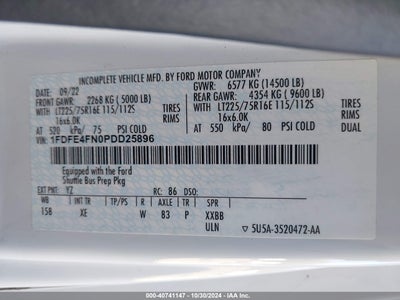 INCOMPLETE VEHICLE MFD. BY FORD MOTOR COMPANY
DATE: 09/22 GVWR: 6577 KG (14500 LB)
FRONT GAWR: 2268 KG ( 5000 LB) REAR GAWR: 4354 KG ( 9600 LB)
WITH LT225/75R16E 115/112S TIRES WITH LT225/75R16E 115/112S TIRES
16x6.0K RIMS 16x6.0K RIMS
AT 520 kPa/ 75 PSI COLD AT 550 kPa/ 80 PSI COLD
VIN: 1FDFE4FN0PDD25896
Equipped with the Ford
Shuttle Bus Prep Pkg
EXT PNT: YZ RC: 86 DSO:
WB INT TR TP/PS R AXLE TR SPR
158 XE W 83 P XXBB
ULN ▽5U5A-3520472-AA
000-40741147 - 10/30/2024 - COPYRIGHT